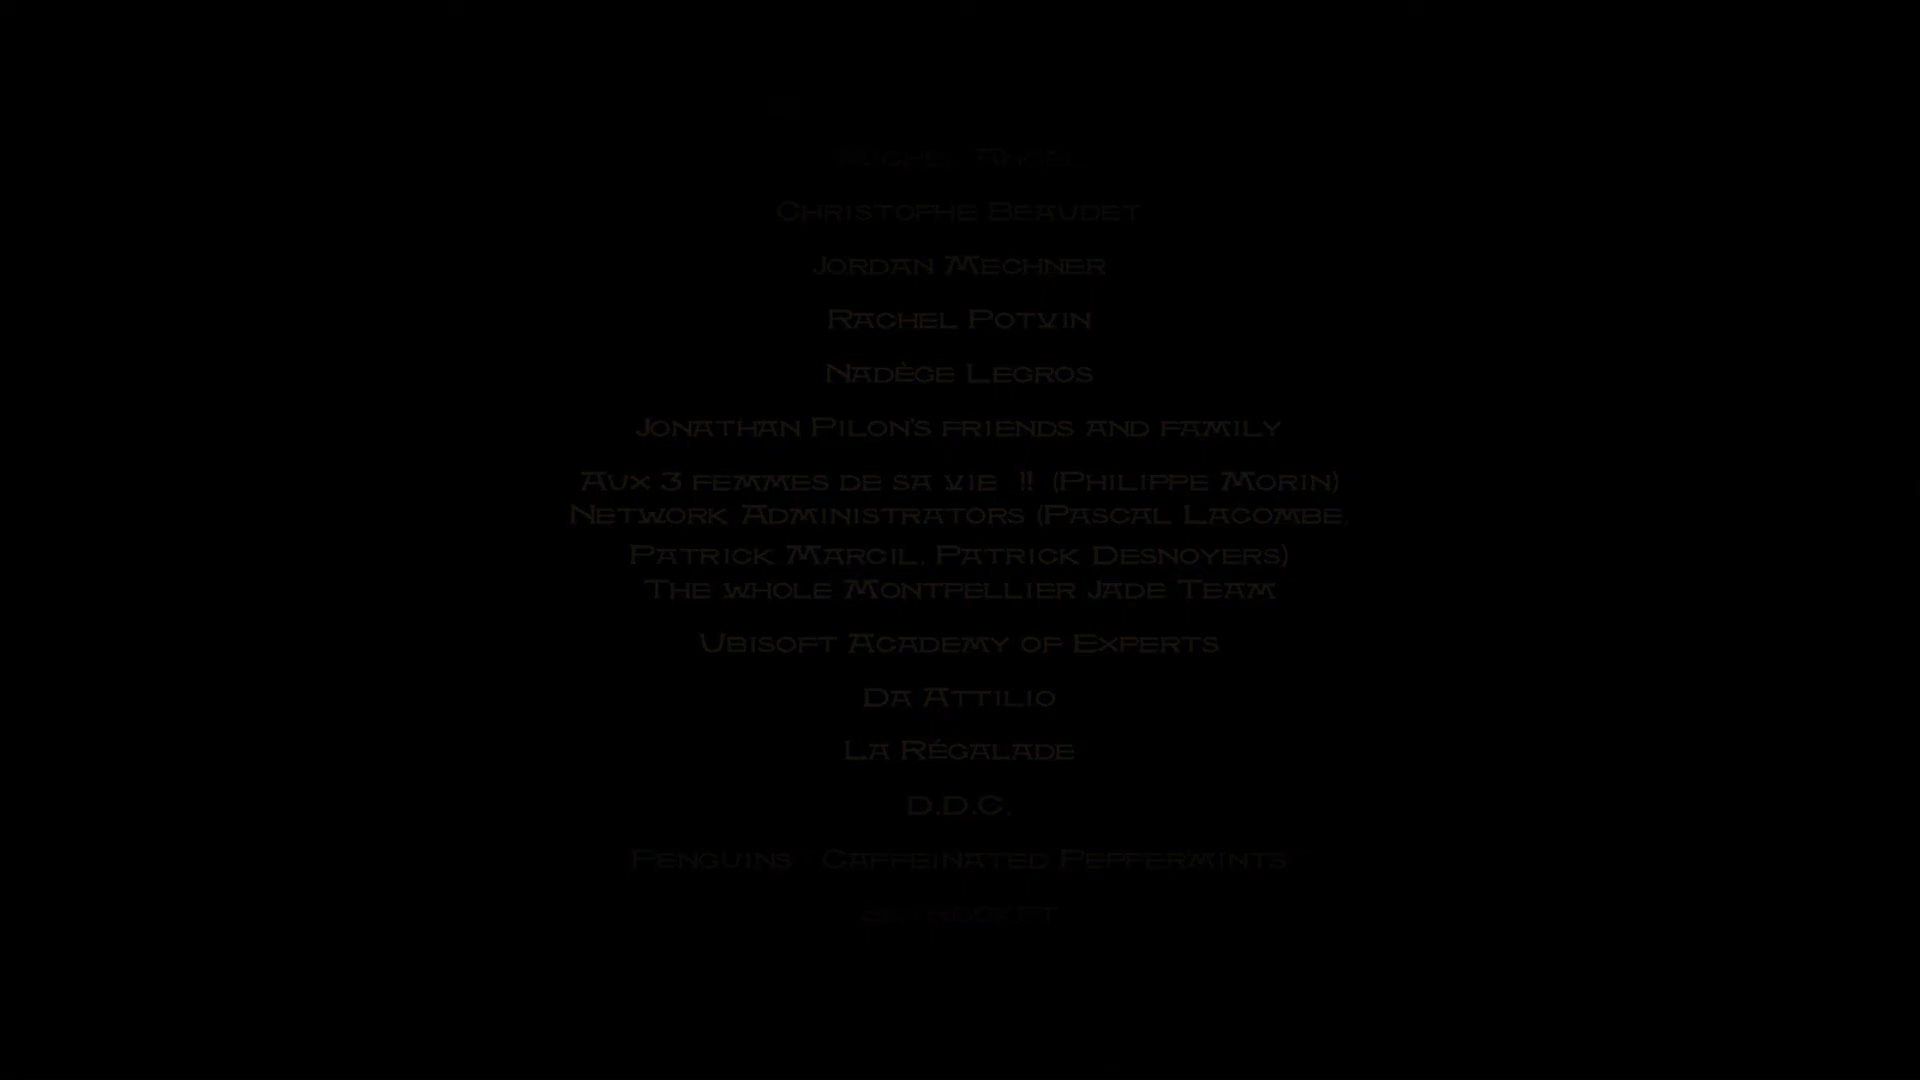 Michel Ancel
Christophe Beaudet
Jordan Mechner
Rachel Potvin
Nadège Legros
Jonathan Pilon's friends and family
Aux 3 femmes de sa vie !! (Philippe Morin)
Network Administrators (Pascal Lacombe,
Patrick Marcil, Patrick Desnoyers)
The whole Montpellier Jade Team
Ubisoft Academy of Experts
Da Attilio
La Régalade
D.D.C.
Penguins - Caffeinated Peppermints